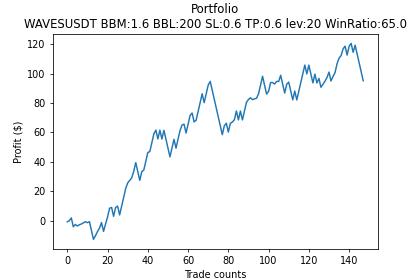 Portfolio
WAVESUSDT BBM:1.6 BBL:200 SL:0.6 TP:0.6 lev:20 WinRatio:65.0
120
100
80
60
40
20
0
Profit ($)
0 20 40 60 80 100 120 140
Trade counts